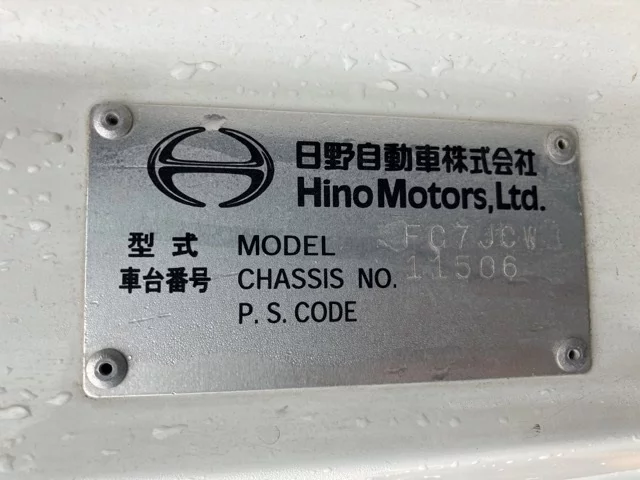 日野自動車株式会社
Hino Motors, Ltd.
型式 MODEL FC7JCW
車台番号 CHASSIS NO. 11506
P. S. CODE